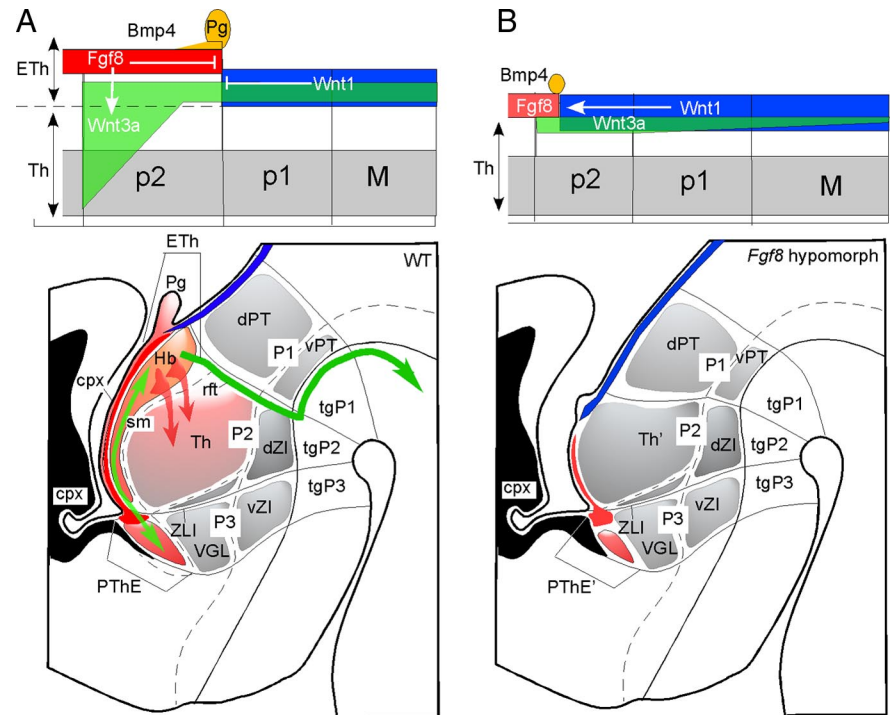 A
B
Bmp4
Pg
ETh
Fgf8
Wnt1
Wnt3a
Th
p2
p1
M
Bmp4
Fgf8
Wnt1
Wnt3a
Th
p2
p1
M
ETh
WT
Pg
dPT
Hb
P1
vPT
cpx
rft
sm
tgP1
Th
P2
dZI
tgP2
cpx
tgP3
ZLI
P3
vZI
VGL
PThE
Fgf8 hypomorph
dPT
P1
vPT
tgP1
Th'
P2
dZI
tgP2
cpx
tgP3
ZLI
P3
vZI
VGL
PThE'